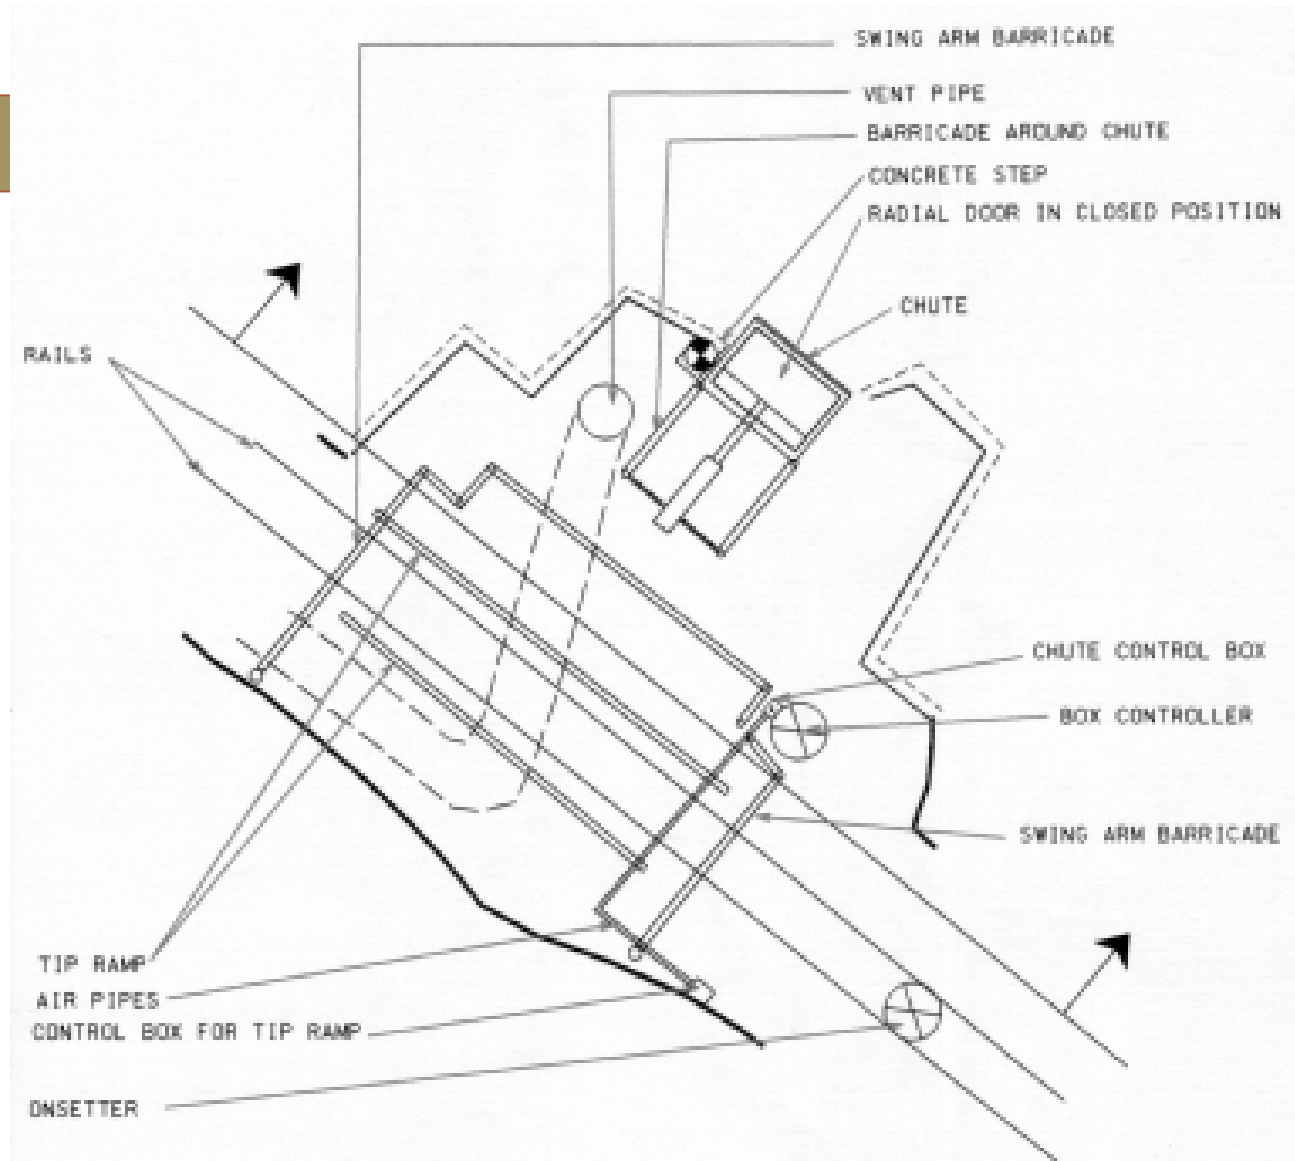 SWING ARM BARRICADE
VENT PIPE
BARRICADE AROUND CHUTE
CONCRETE STEP
RADIAL DOOR IN CLOSED POSITION
CHUTE
RAILS
CHUTE CONTROL BOX
BOX CONTROLLER
SWING ARM BARRICADE
TIP RAMP
AIR PIPES
CONTROL BOX FOR TIP RAMP
ONSETTER